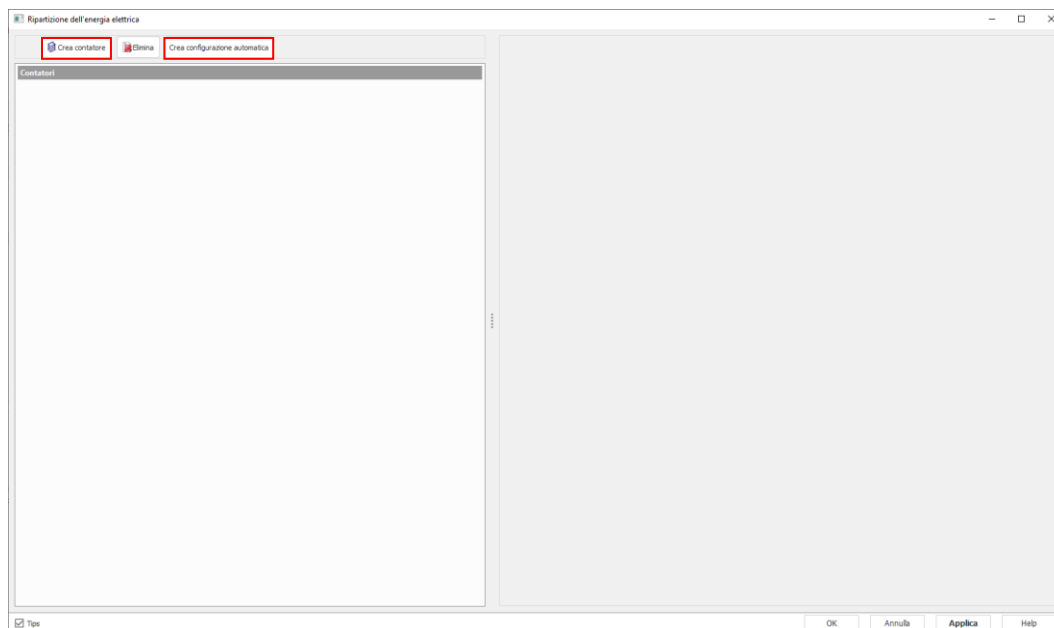 Ripartizione dell'energia elettrica
Crea contatore Elimina Crea configurazione automatica
Contatori
Tips OK Annulla Applica Help